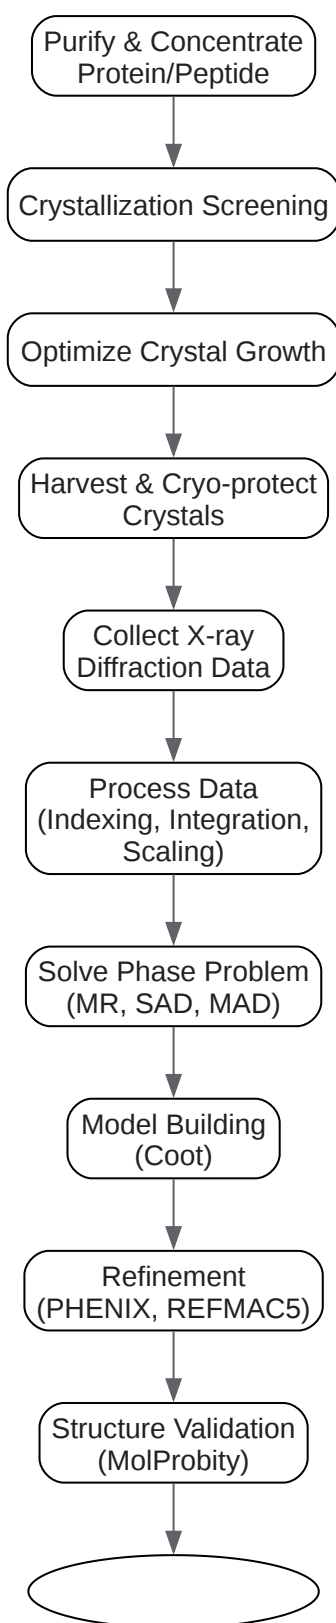 Purify & Concentrate
Protein/Peptide
Crystallization Screening
Optimize Crystal Growth
Harvest & Cryo-protect
Crystals
Collect X-ray
Diffraction Data
Process Data
(Indexing, Integration,
Scaling)
Solve Phase Problem
(MR, SAD, MAD)
Model Building
(Coot)
Refinement
(PHENIX, REFMAC5)
Structure Validation
(MolProbity)